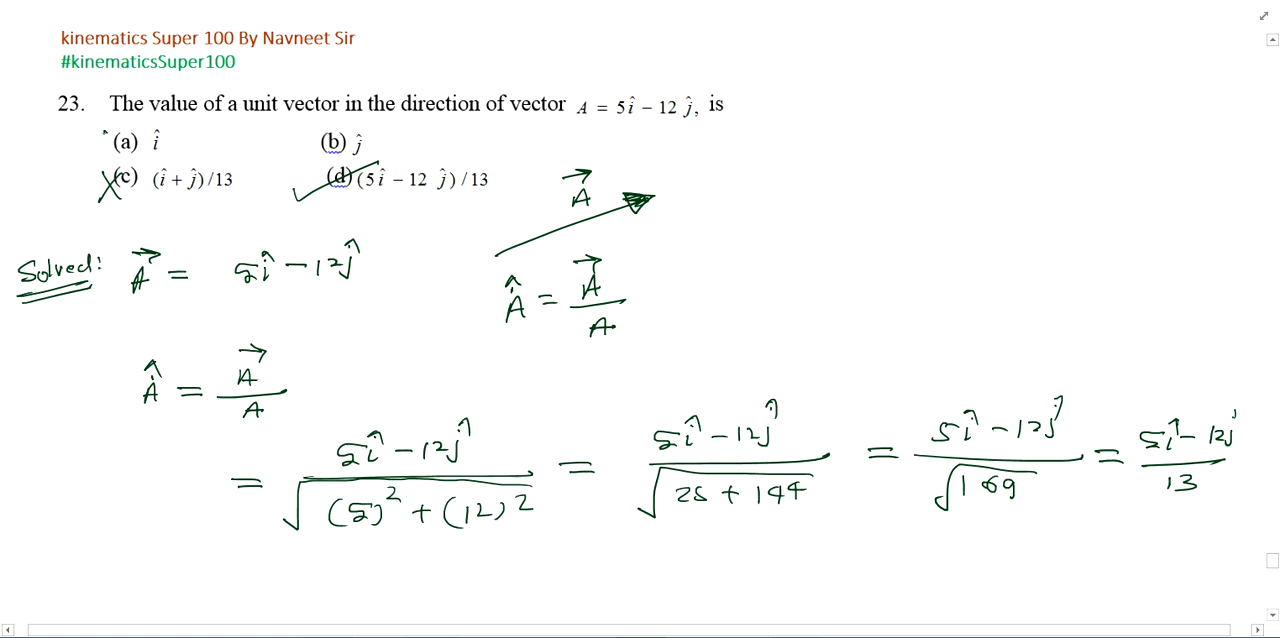 kinematics Super 100 By Navneet Sir
#kinematicsSuper100
23. The value of a unit vector in the direction of vector A = 5î − 12 ĵ, is
(a) î (b) ĵ
(c) (î + ĵ)/13 (d) (5î − 12 ĵ)/13
A⃗
Solved: A⃗ = 5î − 12ĵ
Â = A⃗ / A
Â = A⃗ / A
= (5î − 12ĵ) / √((5)² + (12)²) = (5î − 12ĵ) / √(25 + 144) = (5î − 12ĵ) / √169 = (5î − 12ĵ) / 13